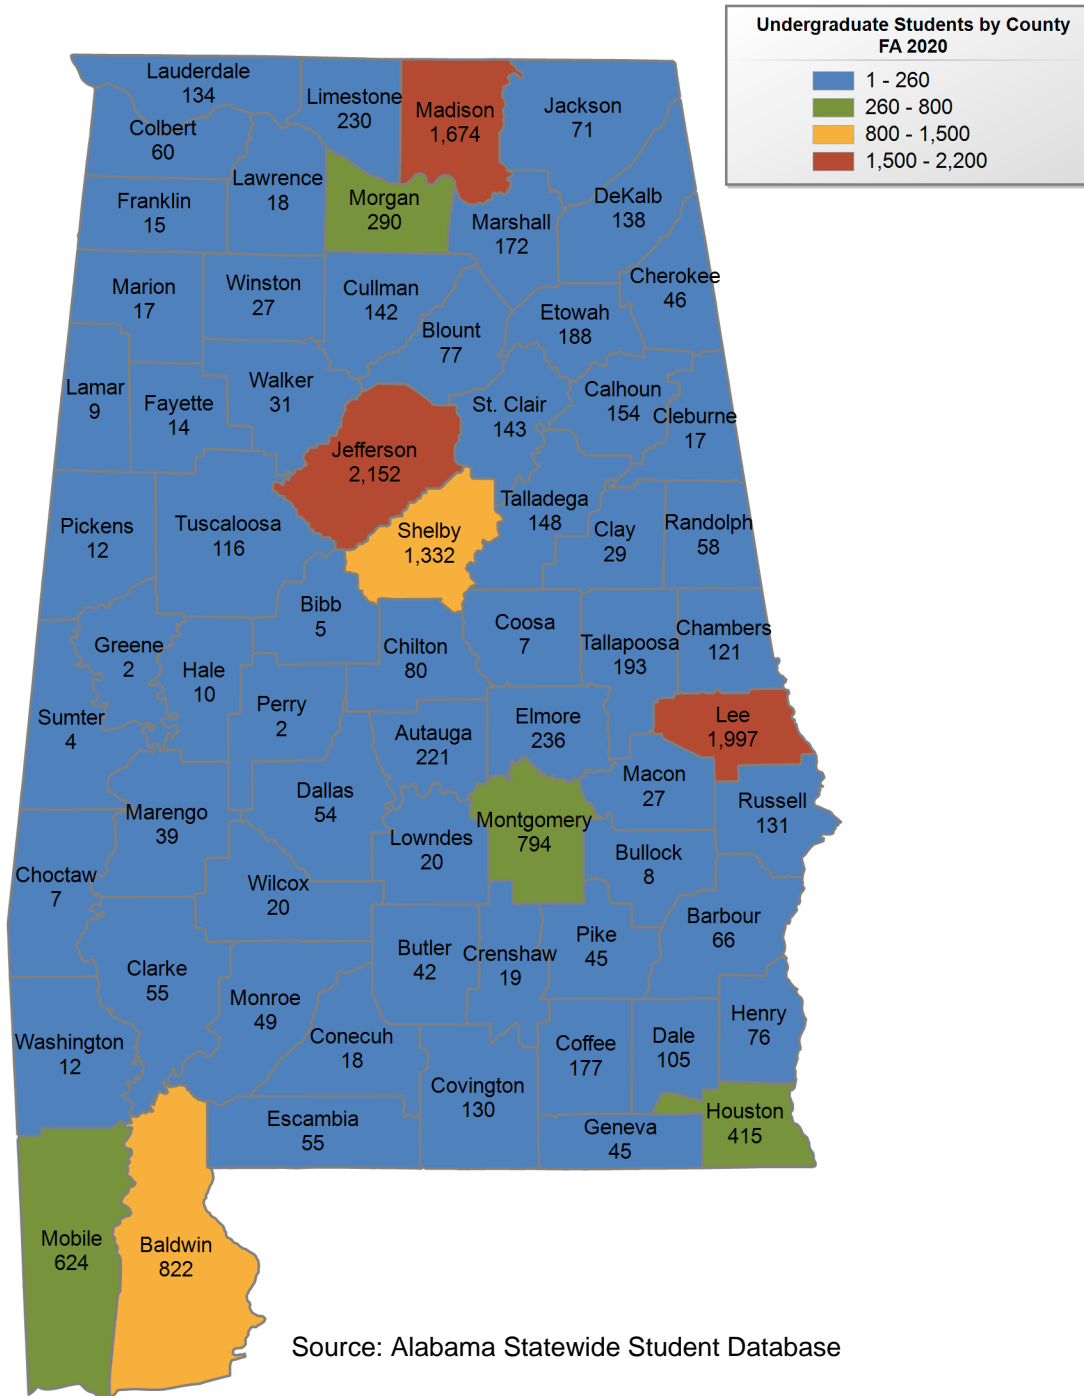 Undergraduate Students by County
FA 2020
1 - 260
260 - 800
800 - 1,500
1,500 - 2,200
Lauderdale
134
Limestone
230
Madison
1,674
Jackson
71
Colbert
60
Lawrence
18
Franklin
15
Morgan
290
Marshall
172
DeKalb
138
Cherokee
46
Marion
17
Winston
27
Cullman
142
Blount
77
Etowah
188
Lamar
9
Fayette
14
Walker
31
St. Clair
143
Calhoun
154
Cleburne
17
Jefferson
2,152
Pickens
12
Tuscaloosa
116
Shelby
1,332
Talladega
148
Clay
29
Randolph
58
Bibb
5
Chilton
80
Coosa
7
Tallapoosa
193
Chambers
121
Greene
2
Hale
10
Perry
2
Sumter
4
Autauga
221
Elmore
236
Lee
1,997
Macon
27
Russell
131
Marengo
39
Dallas
54
Lowndes
20
Montgomery
794
Bullock
8
Choctaw
7
Wilcox
20
Barbour
66
Clarke
55
Butler
42
Crenshaw
19
Pike
45
Monroe
49
Conecuh
18
Henry
76
Washington
12
Coffee
177
Dale
105
Covington
130
Escambia
55
Geneva
45
Houston
415
Mobile
624
Baldwin
822
Source: Alabama Statewide Student Database